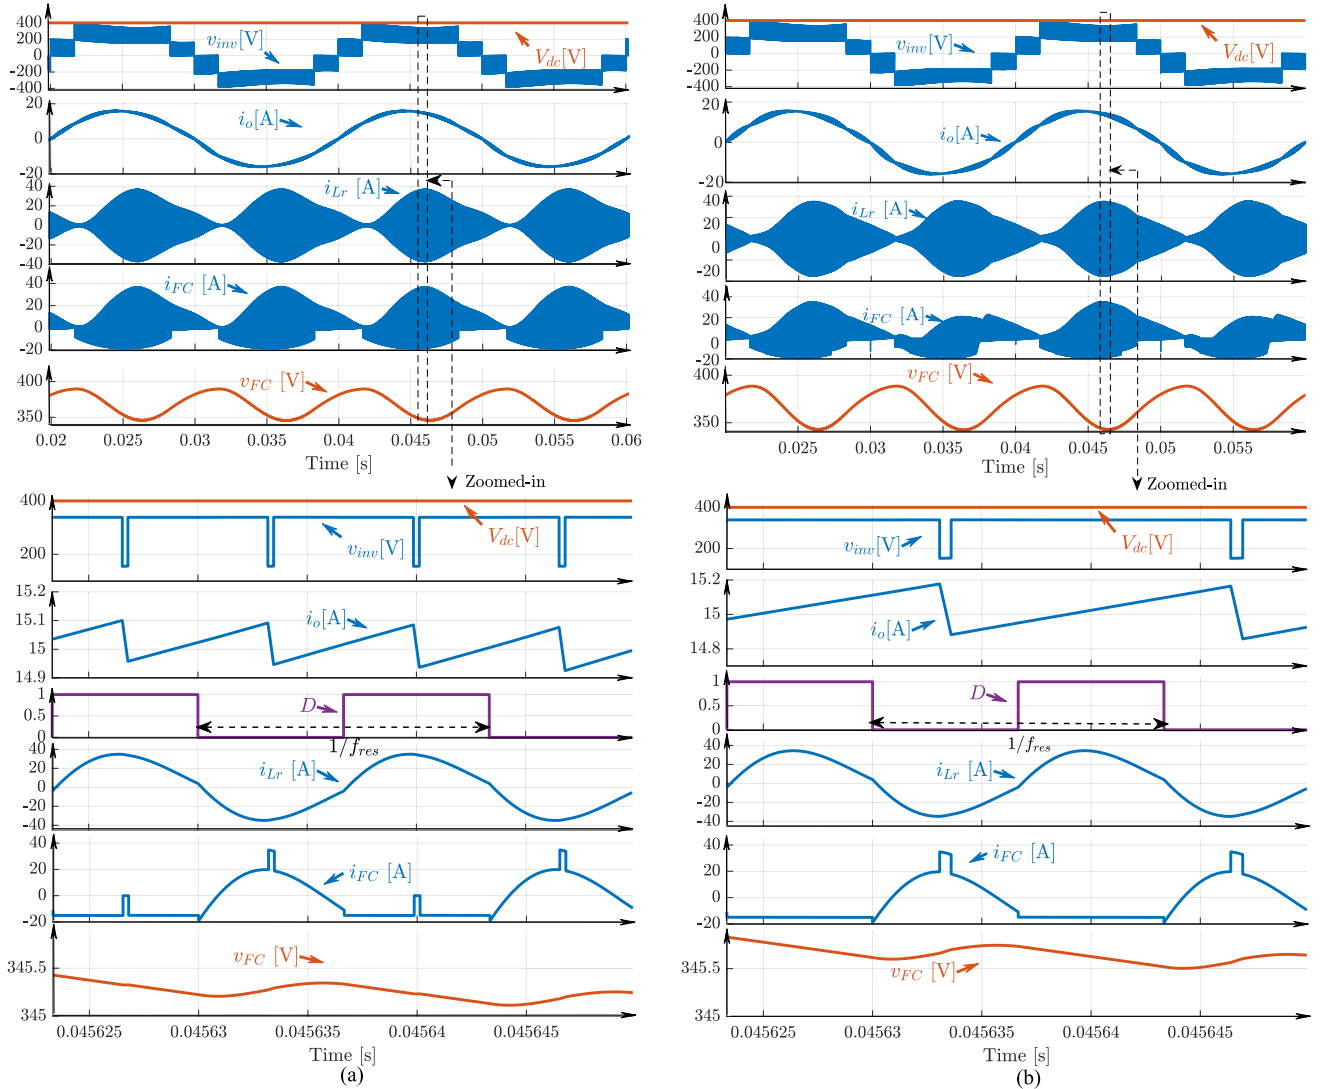 400
200
0
-200
-400
v_inv[V]
V_dc[V]
20
0
-20
i_o[A]
40
20
0
-20
-40
i_Lr [A]
40
20
0
-20
i_FC [A]
400
350
v_FC [V]
0.02 0.025 0.03 0.035 0.04 0.045 0.05 0.055 0.06
Time [s]
Zoomed-in
400
200
v_inv[V]
V_dc[V]
15.2
15.1
15
14.9
i_o[A]
1
0.5
0
D
1/f_res
40
20
0
-20
-40
i_Lr [A]
40
20
0
-20
i_FC [A]
345.5
345
v_FC [V]
0.045625 0.04563 0.045635 0.04564 0.045645
Time [s]
(a)
400
200
0
-200
-400
v_inv[V]
V_dc[V]
20
0
-20
i_o[A]
40
20
0
-20
i_Lr [A]
40
20
0
-20
i_FC [A]
400
350
v_FC [V]
0.025 0.03 0.035 0.04 0.045 0.05 0.055
Time [s]
Zoomed-in
400
200
v_inv[V]
V_dc[V]
15.2
15
14.8
i_o[A]
1
0.5
0
D
1/f_res
40
20
0
-20
-40
i_Lr [A]
40
20
0
-20
i_FC [A]
345.5
345
v_FC [V]
0.045625 0.04563 0.045635 0.04564 0.045645
Time [s]
(b)